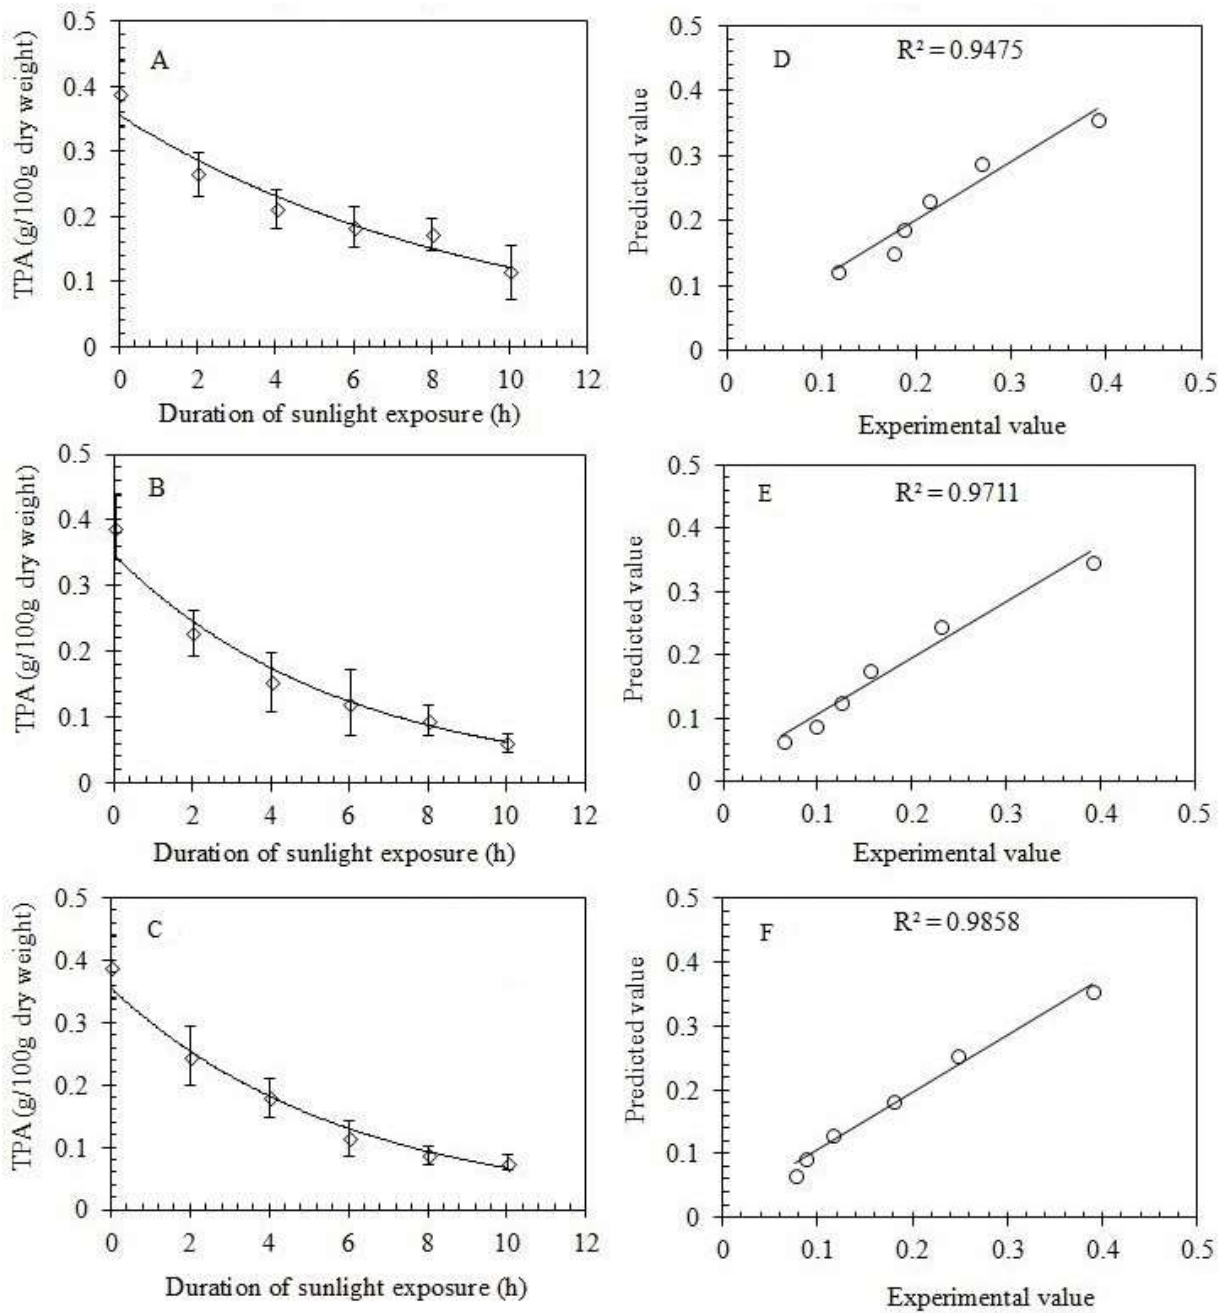 A
TPA (g/100g dry weight)
0.5
0.4
0.3
0.2
0.1
0
0 2 4 6 8 10 12
Duration of sunlight exposure (h)
D
R² = 0.9475
Predicted value
0.5
0.4
0.3
0.2
0.1
0
0 0.1 0.2 0.3 0.4 0.5
Experimental value
B
TPA (g/100g dry weight)
0.5
0.4
0.3
0.2
0.1
0
0 2 4 6 8 10 12
Duration of sunlight exposure (h)
E
R² = 0.9711
Predicted value
0.5
0.4
0.3
0.2
0.1
0
0 0.1 0.2 0.3 0.4 0.5
Experimental value
C
TPA (g/100g dry weight)
0.5
0.4
0.3
0.2
0.1
0
0 2 4 6 8 10 12
Duration of sunlight exposure (h)
F
R² = 0.9858
Predicted value
0.5
0.4
0.3
0.2
0.1
0
0 0.1 0.2 0.3 0.4 0.5
Experimental value